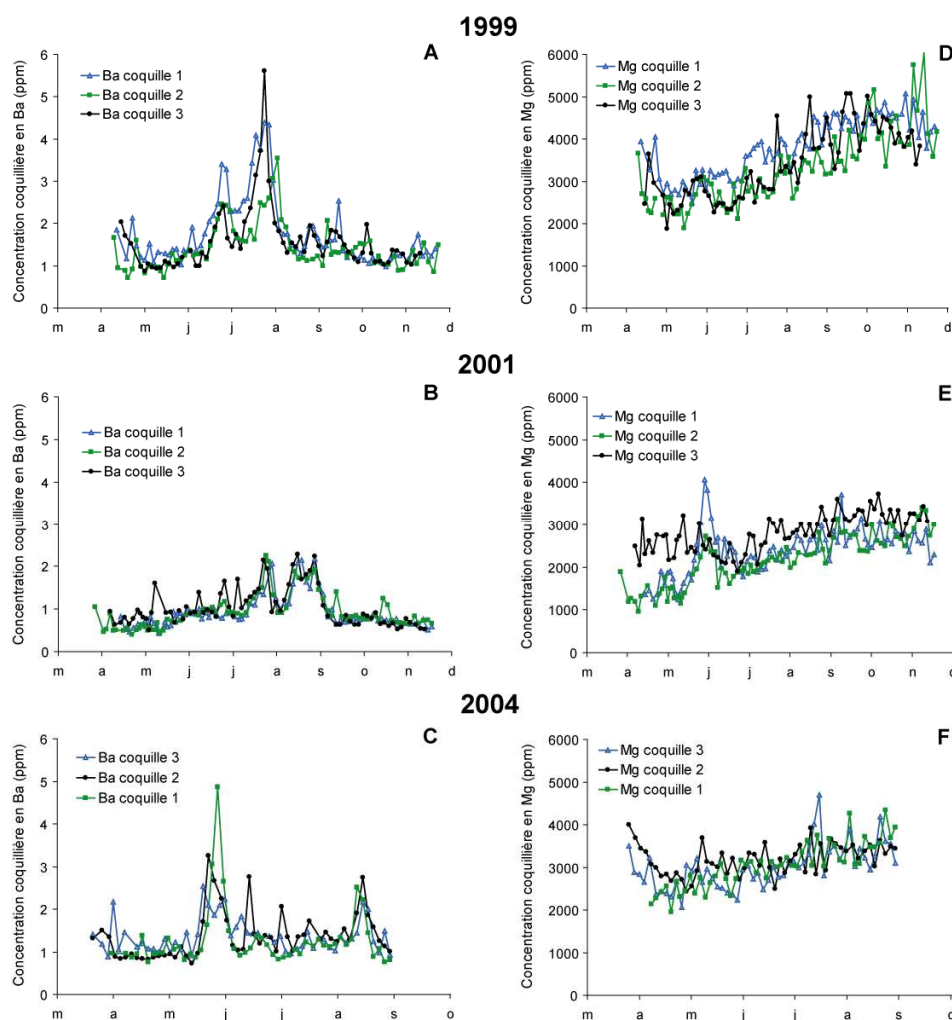 1999
A
Concentration coquillière en Ba (ppm)
6
5
4
3
2
1
0
Ba coquille 1
Ba coquille 2
Ba coquille 3
m a m j j a s o n d
D
Concentration coquillière en Mg (ppm)
6000
5000
4000
3000
2000
1000
0
Mg coquille 1
Mg coquille 2
Mg coquille 3
m a m j j a s o n d
2001
B
Concentration coquillière en Ba (ppm)
6
5
4
3
2
1
0
Ba coquille 1
Ba coquille 2
Ba coquille 3
m a m j j a s o n d
E
Concentration coquillière en Mg (ppm)
6000
5000
4000
3000
2000
1000
0
Mg coquille 1
Mg coquille 2
Mg coquille 3
m a m j j a s o n d
2004
C
Concentration coquillière en Ba (ppm)
6
5
4
3
2
1
0
Ba coquille 3
Ba coquille 2
Ba coquille 1
m a m j j a s o
F
Concentration coquillière en Mg (ppm)
6000
5000
4000
3000
2000
1000
0
Mg coquille 3
Mg coquille 2
Mg coquille 1
m a m j j a s